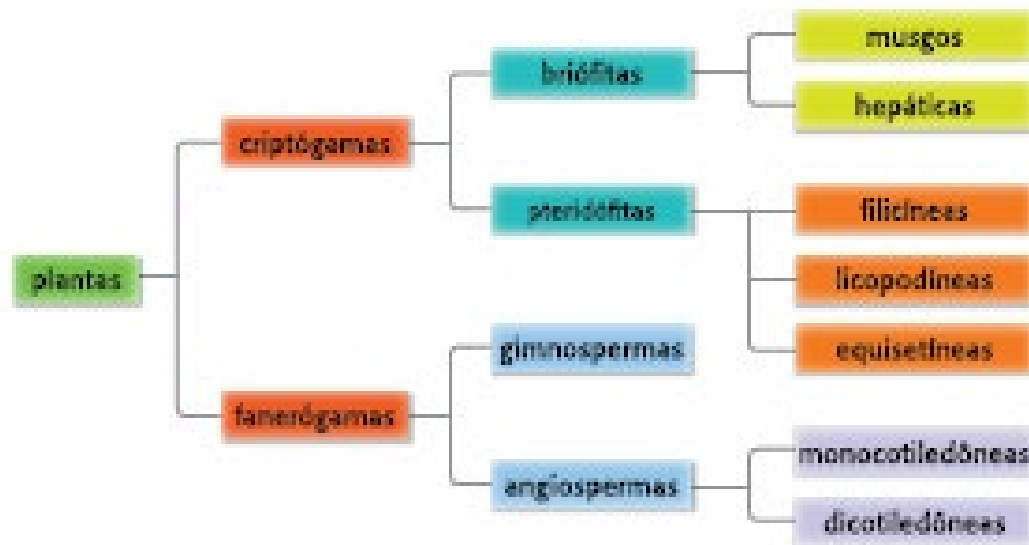 plantas
criptógamas
briófitas
musgos
hepáticas
pteridófitas
filicíneas
licopodíneas
equisetíneas
fanerógamas
gimnospermas
angiospermas
monocotiledôneas
dicotiledôneas